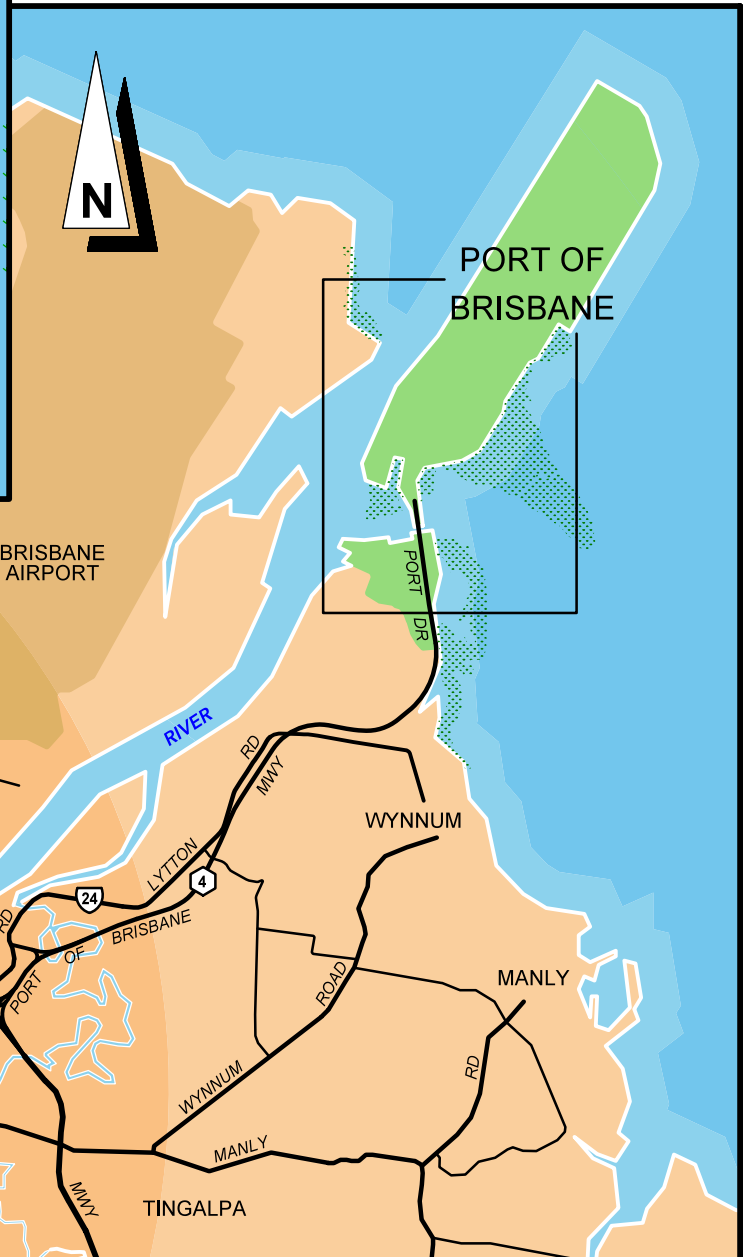 N
PORT OF
BRISBANE
BRISBANE
AIRPORT
PORT DR
RIVER
RD
MWY
WYNNUM
LYTTON
4
24
RD
BRISBANE
OF
PORT
MANLY
ROAD
RD
WYNNUM
MANLY
MWY
TINGALPA